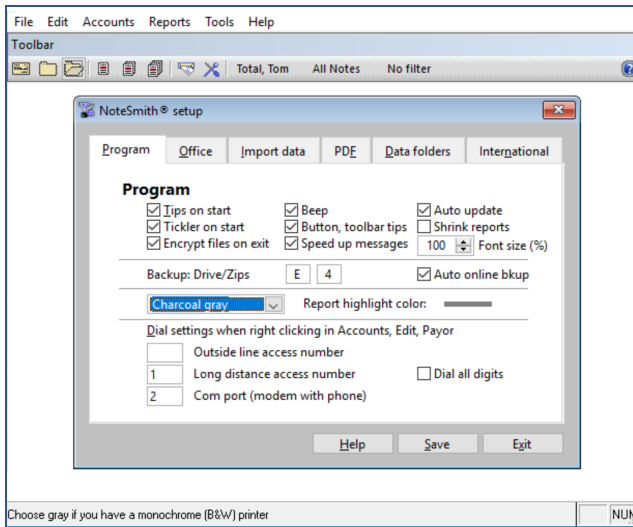 File Edit Accounts Reports Tools Help
Toolbar
Total, Tom All Notes No filter
NoteSmith® setup
Program Office Import data PDF Data folders International
Program
Tips on start Beep Auto update
Tickler on start Button, toolbar tips Shrink reports
Encrypt files on exit Speed up messages 100 Font size (%)
Backup: Drive/Zips E 4 Auto online bkup
Charcoal gray Report highlight color:
Dial settings when right clicking in Accounts, Edit, Payor
Outside line access number
1 Long distance access number Dial all digits
2 Com port (modem with phone)
Help Save Exit
Choose gray if you have a monochrome (B&W) printer NUM